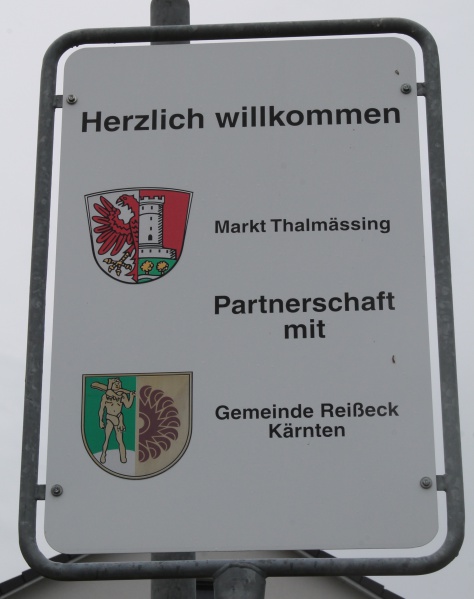 Herzlich willkommen
Markt Thalmässing
Partnerschaft
mit
Gemeinde Reißeck
Kärnten